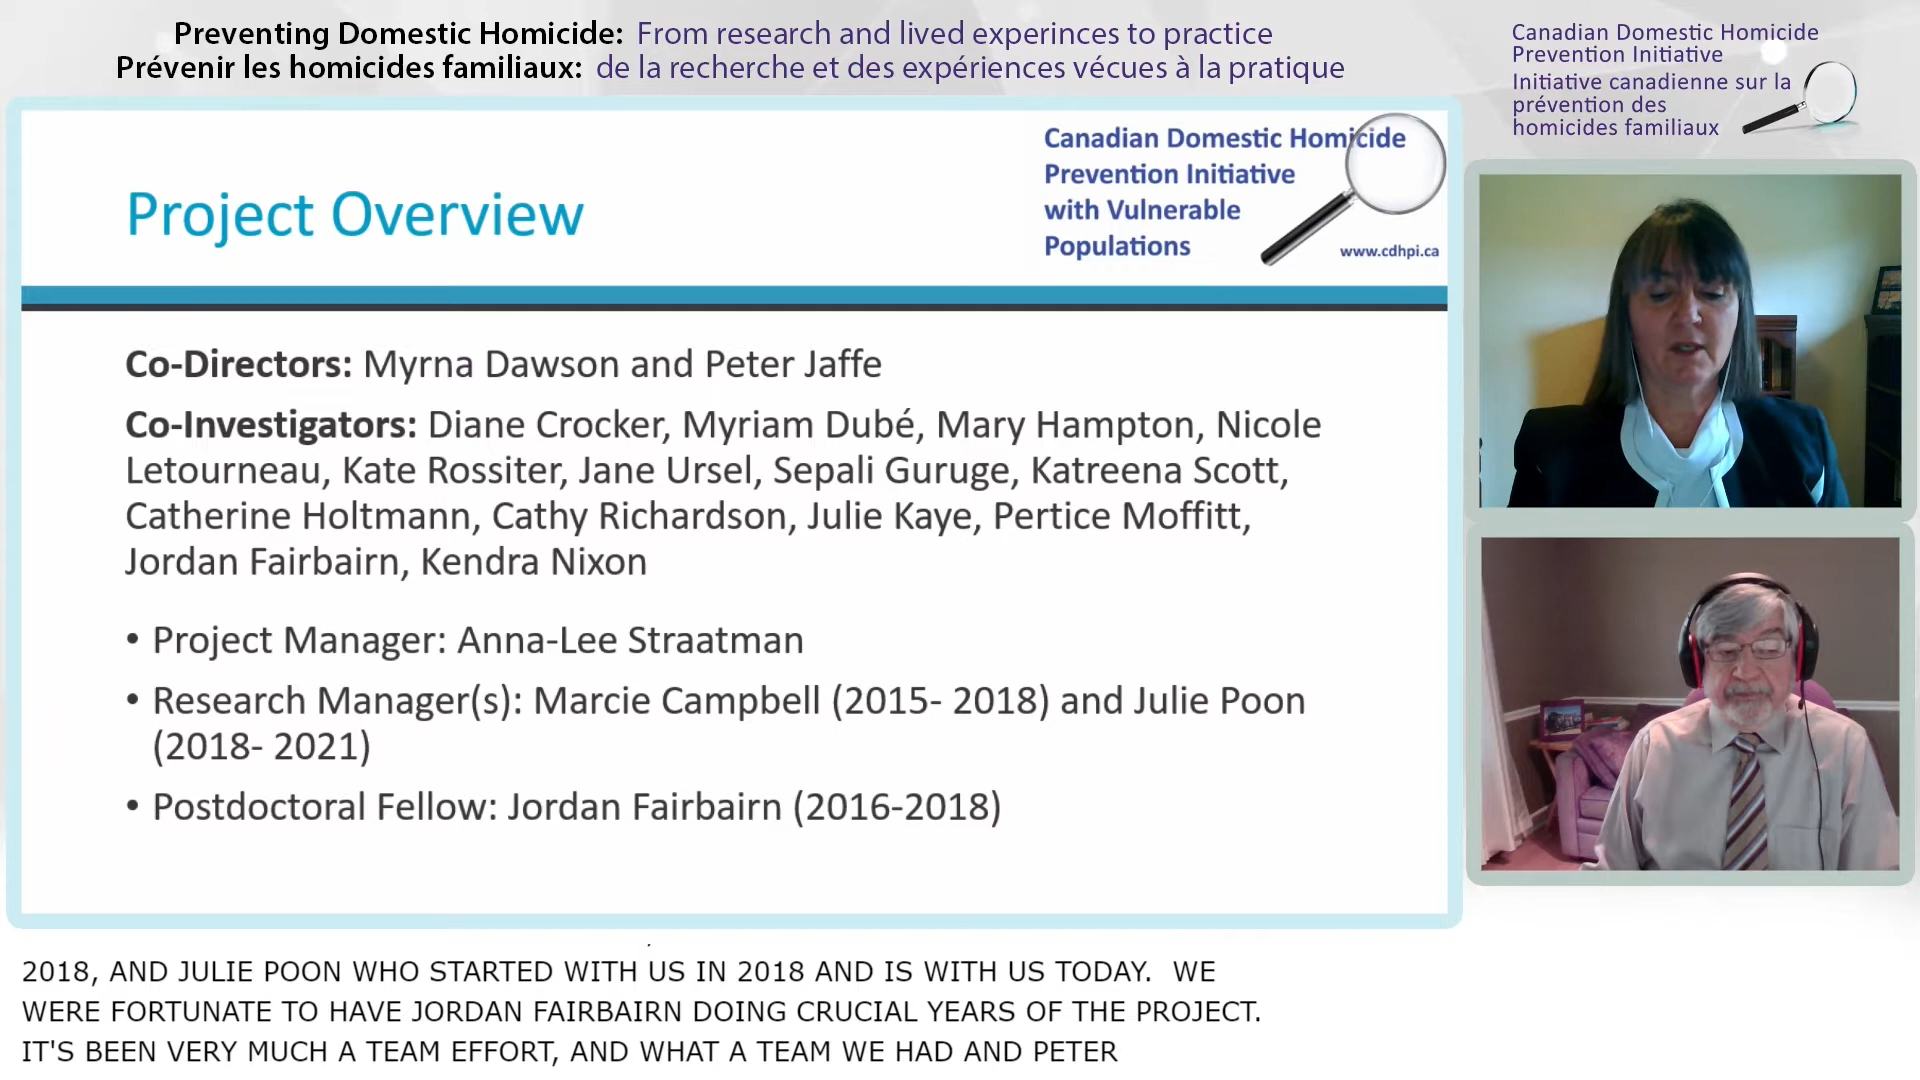 Preventing Domestic Homicide: From research and lived experinces to practice
Prévenir les homicides familiaux: de la recherche et des expériences vécues à la pratique
Canadian Domestic Homicide
Prevention Initiative
Initiative canadienne sur la
prévention des
homicides familiaux
Canadian Domestic Homicide
Prevention Initiative
with Vulnerable
Populations
www.cdhpi.ca
Project Overview
Co-Directors: Myrna Dawson and Peter Jaffe
Co-Investigators: Diane Crocker, Myriam Dubé, Mary Hampton, Nicole
Letourneau, Kate Rossiter, Jane Ursel, Sepali Guruge, Katreena Scott,
Catherine Holtmann, Cathy Richardson, Julie Kaye, Pertice Moffitt,
Jordan Fairbairn, Kendra Nixon
• Project Manager: Anna-Lee Straatman
• Research Manager(s): Marcie Campbell (2015- 2018) and Julie Poon
(2018- 2021)
• Postdoctoral Fellow: Jordan Fairbairn (2016-2018)
2018, AND JULIE POON WHO STARTED WITH US IN 2018 AND IS WITH US TODAY.  WE
WERE FORTUNATE TO HAVE JORDAN FAIRBAIRN DOING CRUCIAL YEARS OF THE PROJECT.
IT'S BEEN VERY MUCH A TEAM EFFORT, AND WHAT A TEAM WE HAD AND PETER